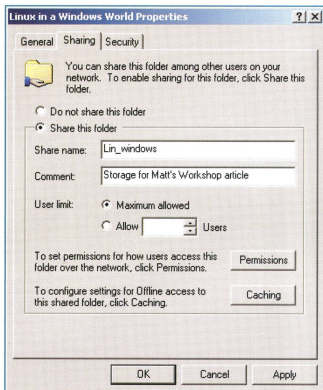 Linux in a Windows World Properties
General Sharing Security
You can share this folder among other users on your
network. To enable sharing for this folder, click Share this
folder.
Do not share this folder
Share this folder
Share name: Lin_windows
Comment: Storage for Matt's Workshop article
User limit: Maximum allowed
Allow Users
To set permissions for how users access this
folder over the network, click Permissions.
Permissions
To configure settings for Offline access to
this shared folder, click Caching.
Caching
OK Cancel Apply